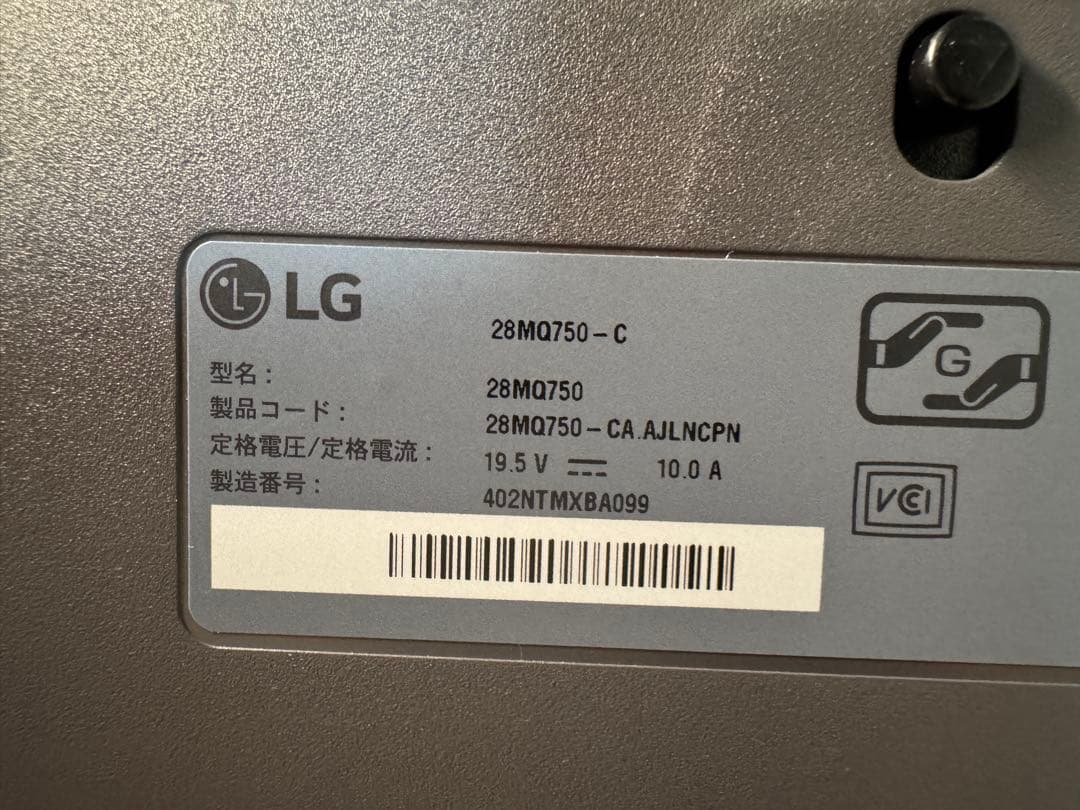 LG
28MQ750-C
型名: 28MQ750
製品コード: 28MQ750-CA.AJLNCPN
定格電圧/定格電流: 19.5 V 10.0 A
製造番号: 402NTMXBA099
G
VCCI